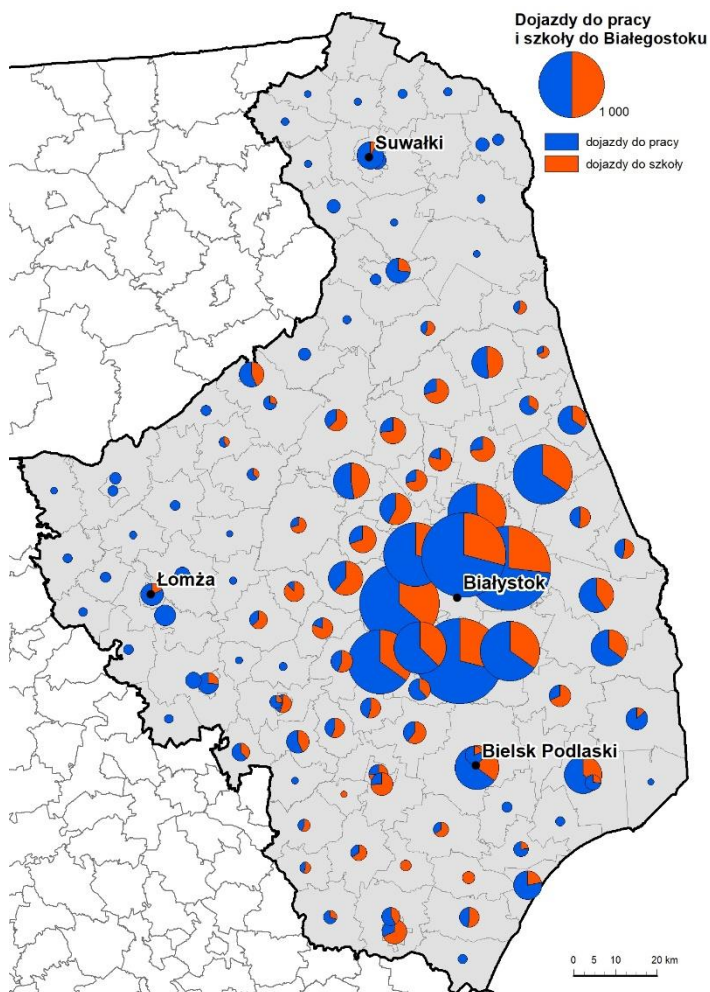 Dojazdy do pracy
i szkoły do Białegostoku
1 000
dojazdy do pracy
dojazdy do szkoły
Suwałki
Łomża
Białystok
Bielsk Podlaski
0 5 10 20 km